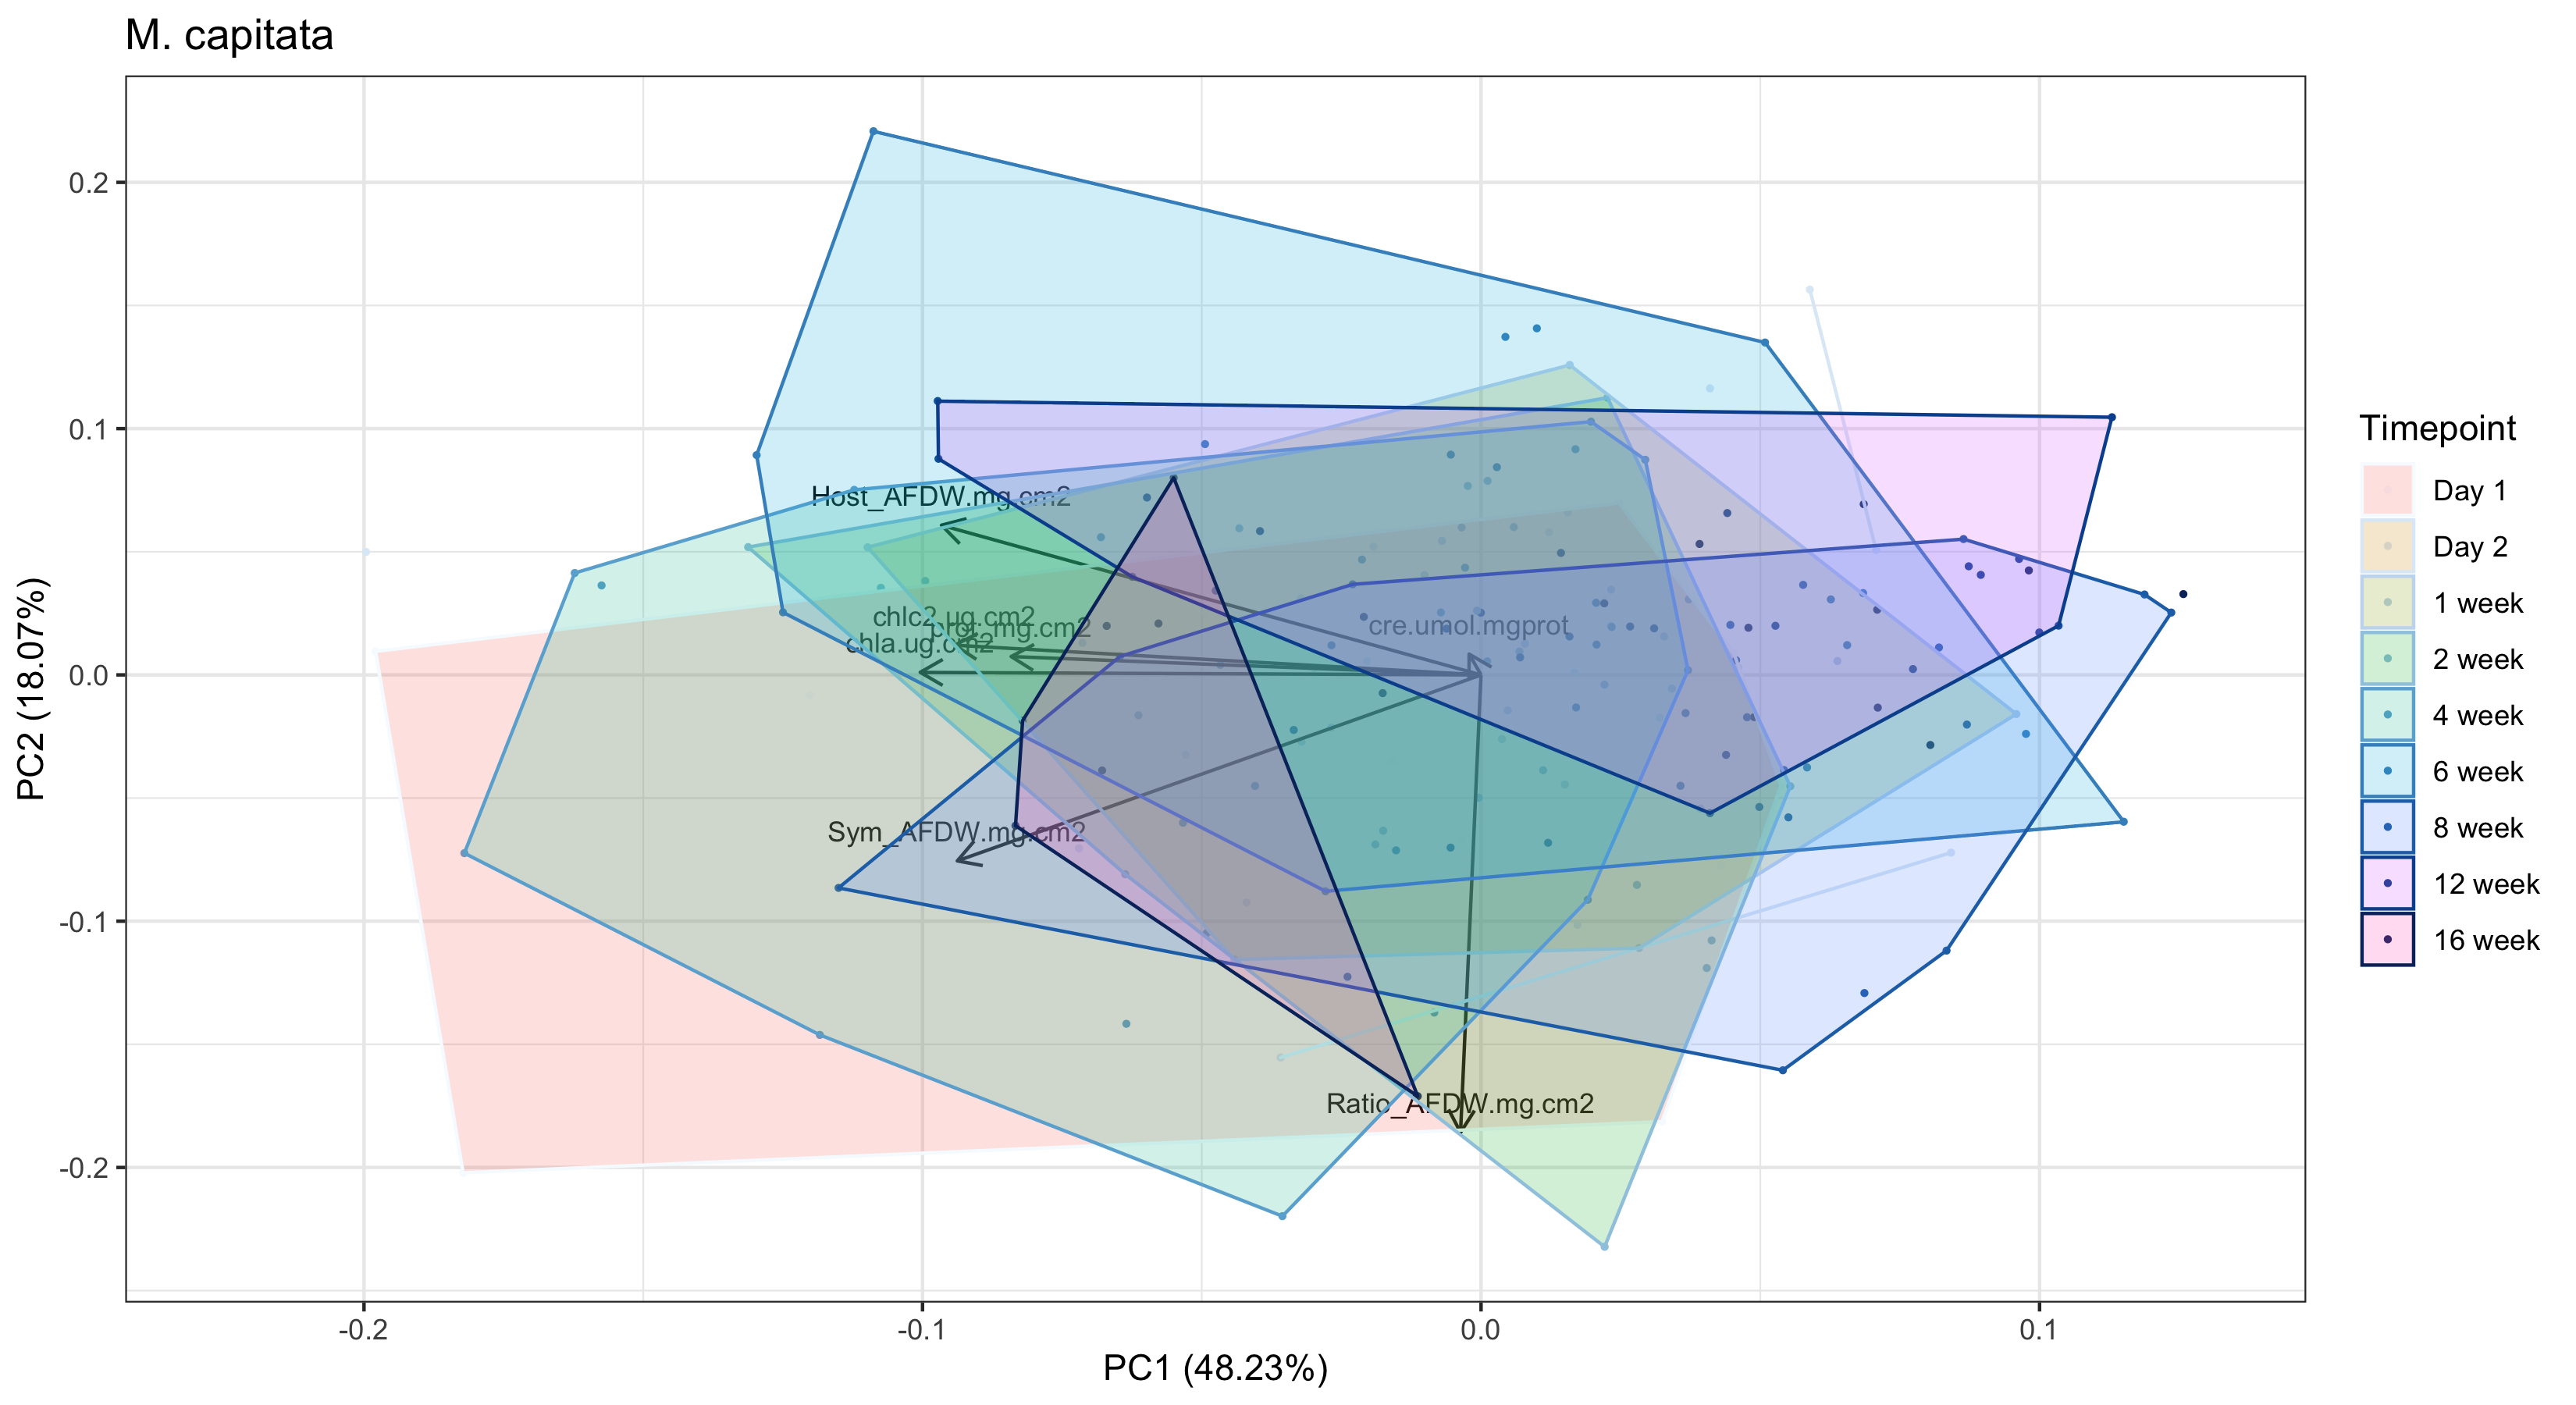 M. capitata
0.2
0.1
0.0
-0.1
-0.2
PC2 (18.07%)
Host_AFDW.mg.cm2
chlc2.ug.cm2
prot_mg.cm2
chla.ug.cm2
cre.umol.mgprot
Sym_AFDW.mg.cm2
Ratio_AFDW.mg.cm2
-0.2
-0.1
0.0
0.1
PC1 (48.23%)
Timepoint
Day 1
Day 2
1 week
2 week
4 week
6 week
8 week
12 week
16 week